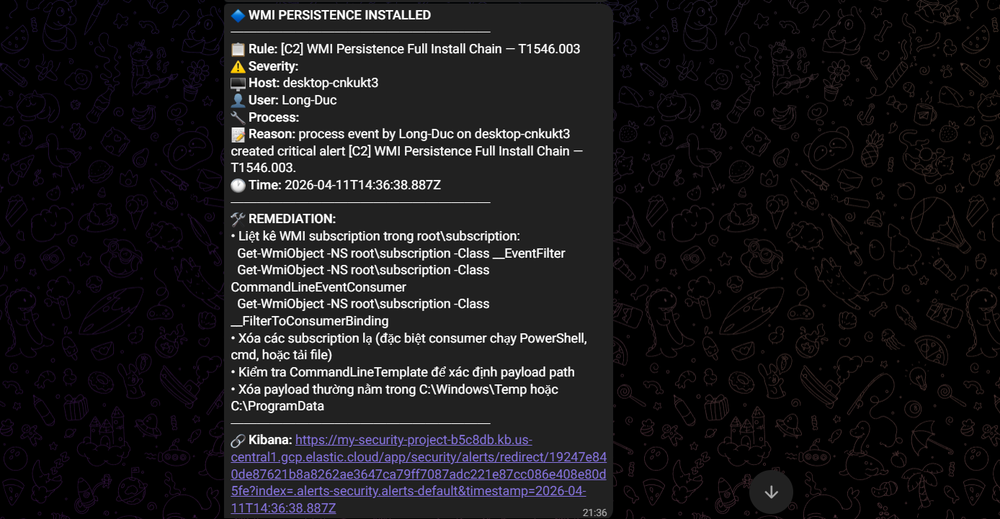 WMI PERSISTENCE INSTALLED
Rule: [C2] WMI Persistence Full Install Chain — T1546.003
Severity:
Host: desktop-cnkukt3
User: Long-Duc
Process:
Reason: process event by Long-Duc on desktop-cnkukt3
created critical alert [C2] WMI Persistence Full Install Chain —
T1546.003.
Time: 2026-04-11T14:36:38.887Z
REMEDIATION:
• Liệt kê WMI subscription trong root\subscription:
Get-WmiObject -NS root\subscription -Class __EventFilter
Get-WmiObject -NS root\subscription -Class
CommandLineEventConsumer
Get-WmiObject -NS root\subscription -Class
__FilterToConsumerBinding
• Xóa các subscription lạ (đặc biệt consumer chạy PowerShell,
cmd, hoặc tải file)
• Kiểm tra CommandLineTemplate để xác định payload path
• Xóa payload thường nằm trong C:\Windows\Temp hoặc
C:\ProgramData
Kibana: https://my-security-project-b5c8db.kb.us-
central1.gcp.elastic.cloud/app/security/alerts/redirect/19247e84
0de87621b8a8262ae3647ca79ff7087adc221e87cc086e408e80d
5fe?index=.alerts-security.alerts-default&timestamp=2026-04-
11T14:36:38.887Z
21:36